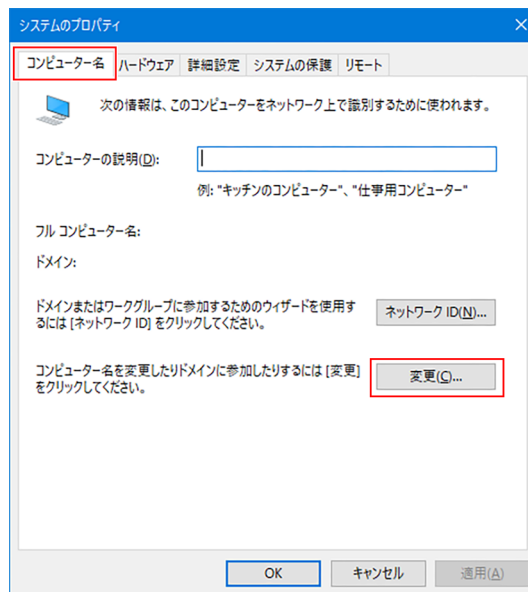 システムのプロパティ
コンピューター名 ハードウェア 詳細設定 システムの保護 リモート
次の情報は、このコンピューターをネットワーク上で識別するために使われます。
コンピューターの説明(D):
例: "キッチンのコンピューター"、"仕事用コンピューター"
フル コンピューター名:
ドメイン:
ドメインまたはワークグループに参加するためのウィザードを使用す
るには [ネットワーク ID] をクリックしてください。
ネットワーク ID(N)...
コンピューター名を変更したりドメインに参加したりするには [変更]
をクリックしてください。
変更(C)...
OK キャンセル 適用(A)